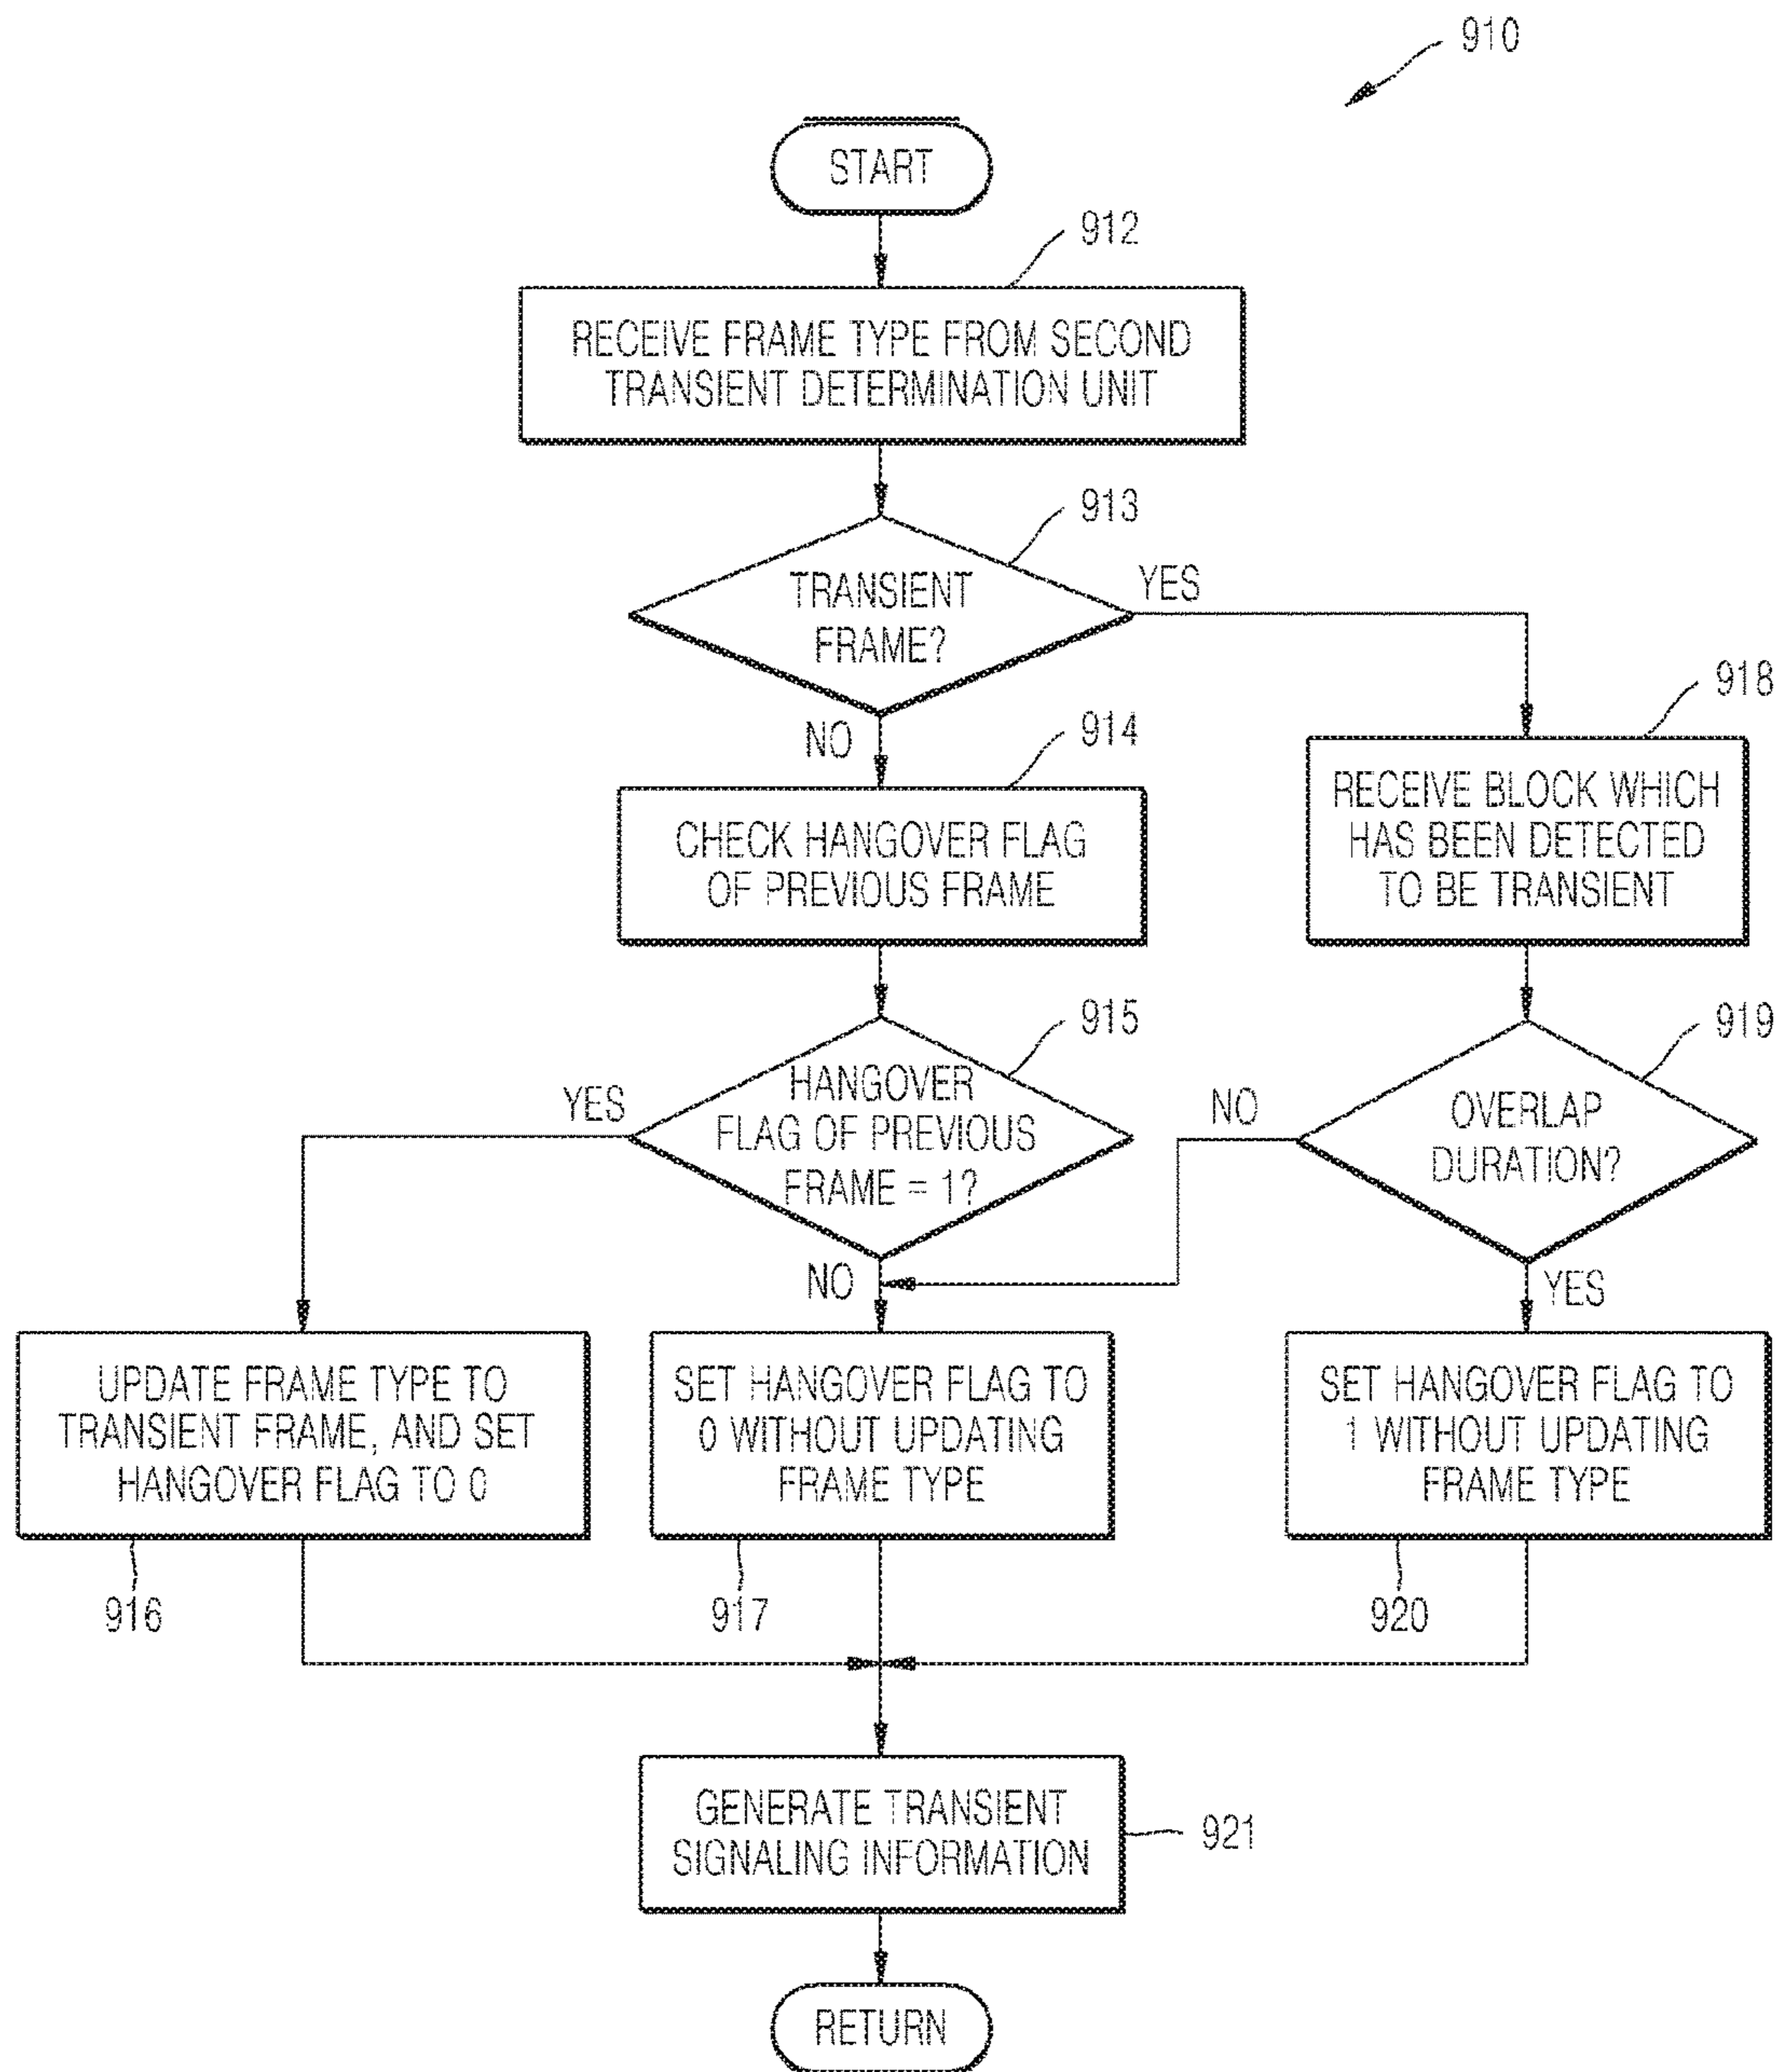 910
START
912
RECEIVE FRAME TYPE FROM SECOND
TRANSIENT DETERMINATION UNIT
913
TRANSIENT
FRAME?
YES
NO
914
CHECK HANGOVER FLAG
OF PREVIOUS FRAME
918
RECEIVE BLOCK WHICH
HAS BEEN DETECTED
TO BE TRANSIENT
915
HANGOVER
FLAG OF PREVIOUS
FRAME = 1?
YES
NO
919
OVERLAP
DURATION?
NO
YES
UPDATE FRAME TYPE TO
TRANSIENT FRAME, AND SET
HANGOVER FLAG TO 0
916
SET HANGOVER FLAG TO
0 WITHOUT UPDATING
FRAME TYPE
917
SET HANGOVER FLAG TO
1 WITHOUT UPDATING
FRAME TYPE
920
GENERATE TRANSIENT
SIGNALING INFORMATION
921
RETURN